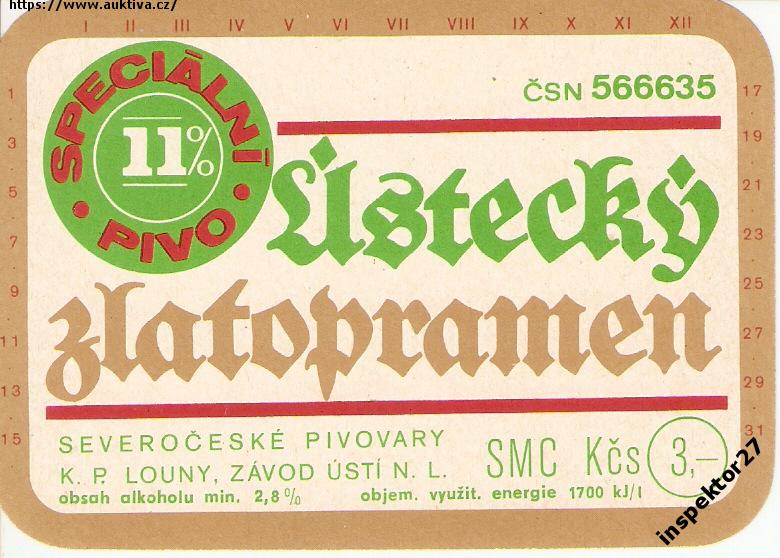 https://www.auktiva.cz/
I II III IV V VI VII VIII IX X XI XII
SPECIÁLNÍ
11%
• PIVO •
ČSN 566635
Ústecký
zlatopramen
1
3
5
7
9
11
13
15
17
19
21
23
25
27
29
31
SEVEROČESKÉ PIVOVARY
K. P. LOUNY, ZÁVOD ÚSTÍ N. L.
SMC Kčs 3,–
obsah alkoholu min. 2,8% objem. využit. energie 1700 kJ/l
inspektor27